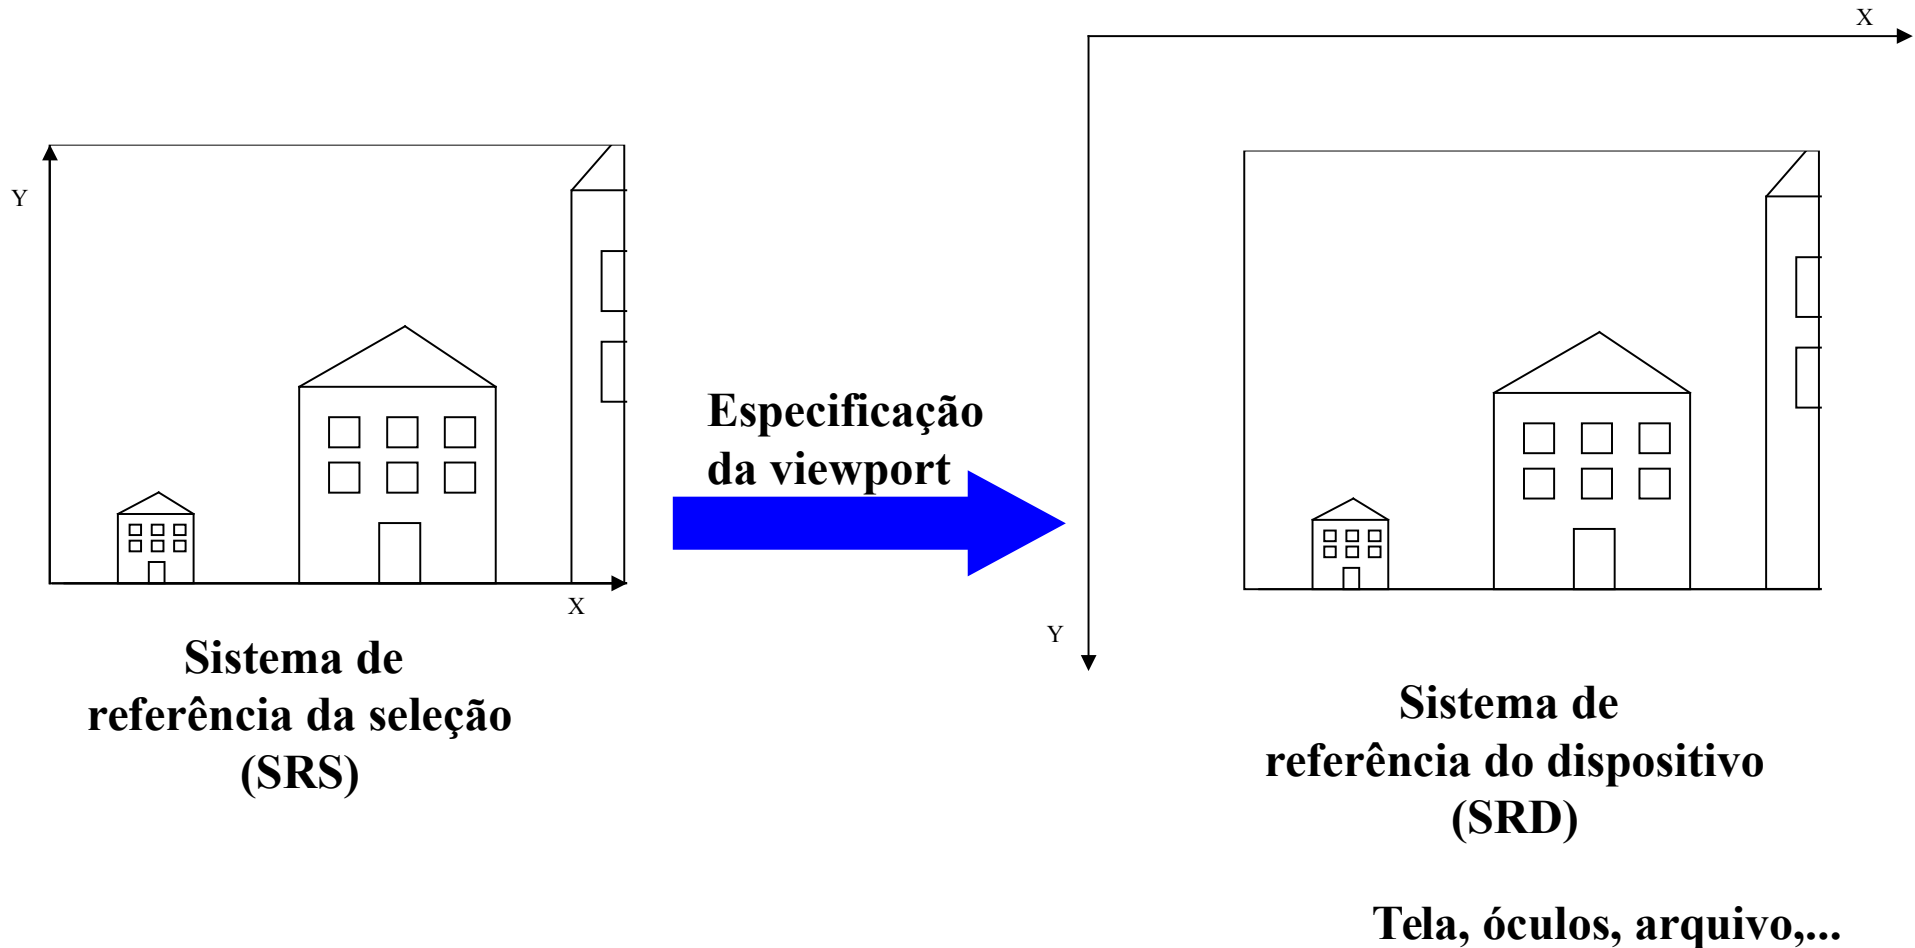 X
Y
Especificação
da viewport
X
Y
Sistema de
referência da seleção
(SRS)
Sistema de
referência do dispositivo
(SRD)
Tela, óculos, arquivo,...